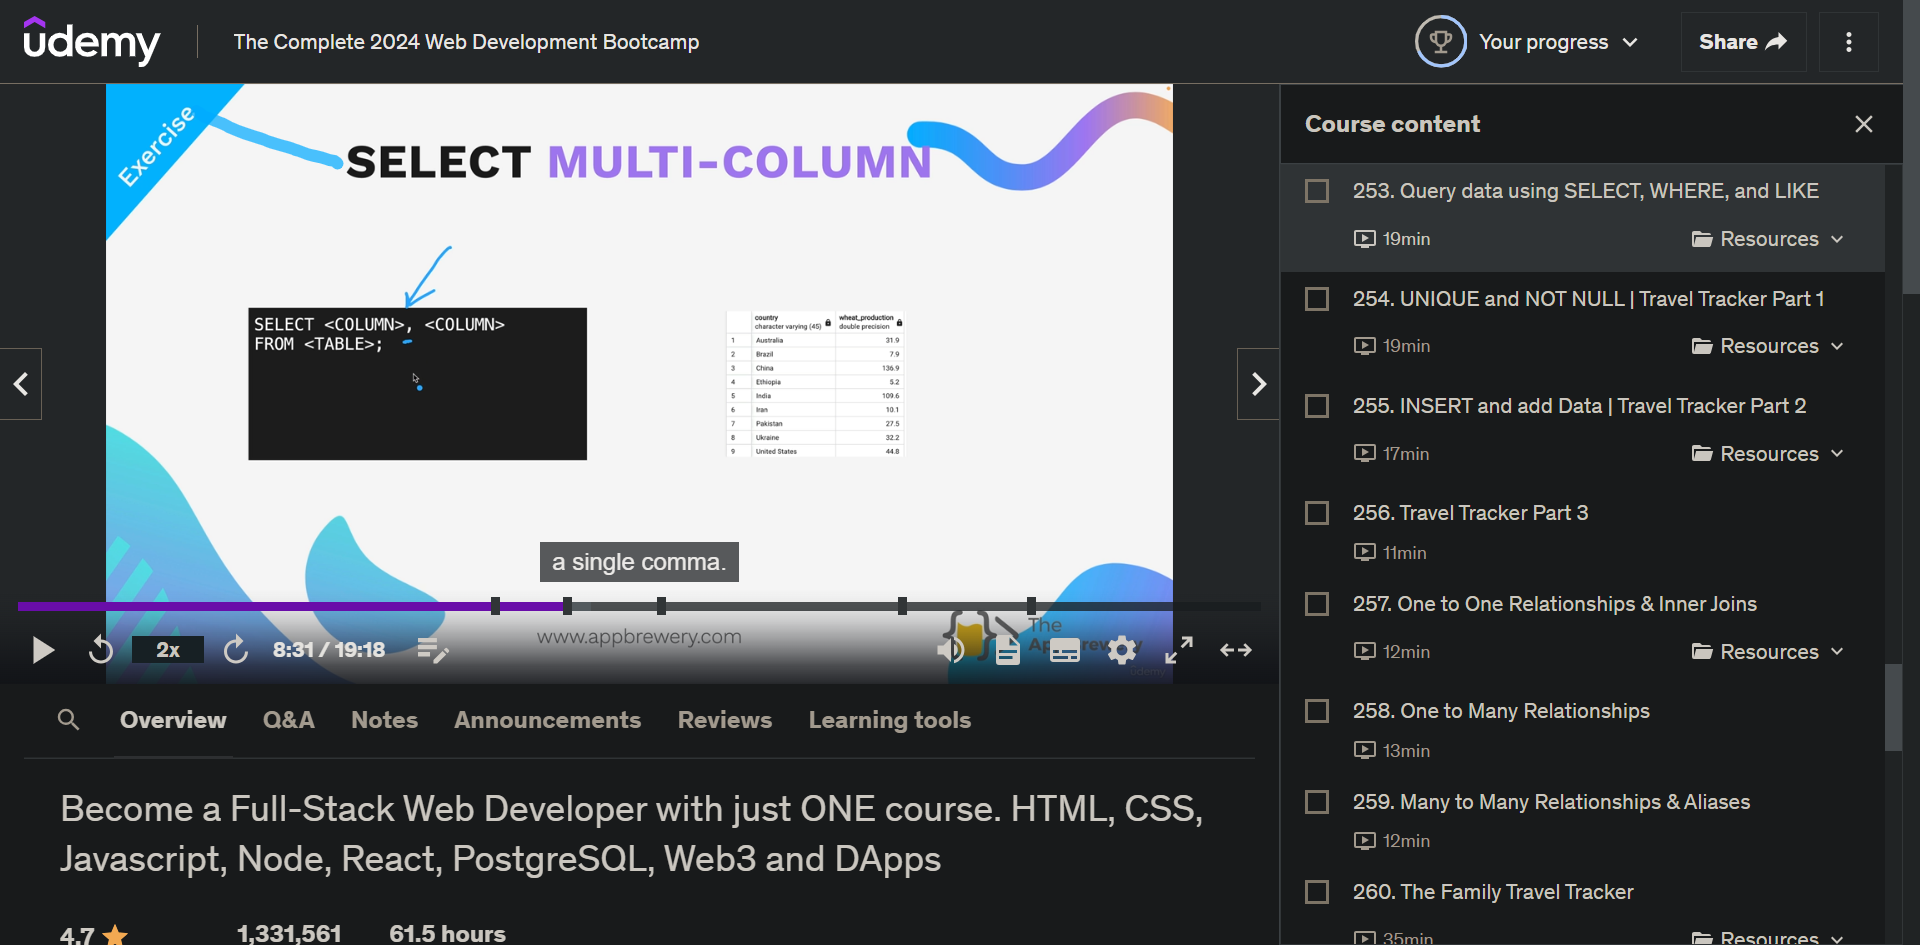 udemy
The Complete 2024 Web Development Bootcamp
Your progress
Share
Exercise
SELECT MULTI-COLUMN
SELECT <COLUMN>, <COLUMN>
FROM <TABLE>;
country wheat_production
character varying (45) double precision
1 Australia 31.9
2 Brazil 7.9
3 China 136.9
4 Ethiopia 5.2
5 India 109.6
6 Iran 10.1
7 Pakistan 27.5
8 Ukraine 32.2
9 United States 44.8
a single comma.
www.appbrewery.com
The
2x
8:31 / 19:18
udemy
Overview
Q&A
Notes
Announcements
Reviews
Learning tools
Become a Full-Stack Web Developer with just ONE course. HTML, CSS,
Javascript, Node, React, PostgreSQL, Web3 and DApps
4.7 1,331,561 61.5 hours
Course content
253. Query data using SELECT, WHERE, and LIKE
19min Resources
254. UNIQUE and NOT NULL | Travel Tracker Part 1
19min Resources
255. INSERT and add Data | Travel Tracker Part 2
17min Resources
256. Travel Tracker Part 3
11min
257. One to One Relationships & Inner Joins
12min Resources
258. One to Many Relationships
13min
259. Many to Many Relationships & Aliases
12min
260. The Family Travel Tracker
35min Resources